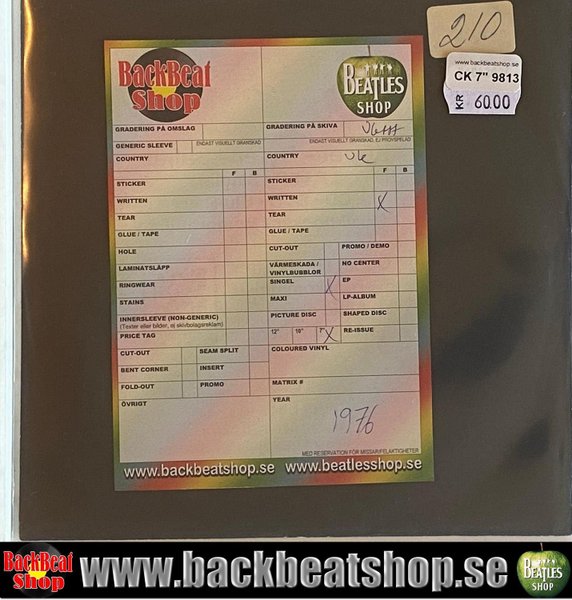 210
www.backbeatshop.se
CK 7" 9813
KR 60.00
BackBeat
Shop
BEATLES
SHOP
GRADERING PÅ OMSLAG
GRADERING PÅ SKIVA
VG+++
GENERIC SLEEVE
ENDAST VISUELLT GRANSKAD
ENDAST VISUELLT GRANSKAD, EJ PROVSPELAD
COUNTRY
COUNTRY UK
F B
F B
STICKER
STICKER
WRITTEN
WRITTEN X
TEAR
TEAR
GLUE / TAPE
GLUE / TAPE
HOLE
CUT-OUT
PROMO / DEMO
LAMINATSLÄPP
VÄRMESKADA /
VINYLBUBBLOR
NO CENTER
RINGWEAR
SINGEL X
EP
STAINS
MAXI
LP-ALBUM
INNERSLEEVE (NON-GENERIC)
(Texter eller bilder, ej skivbolagsreklam)
PICTURE DISC
SHAPED DISC
PRICE TAG
12" 10" 7" X
RE-ISSUE
CUT-OUT
SEAM SPLIT
COLOURED VINYL
BENT CORNER
INSERT
FOLD-OUT
PROMO
MATRIX #
ÖVRIGT
YEAR
1976
MED RESERVATION FÖR MISSAR/FELAKTIGHETER
www.backbeatshop.se
www.beatlesshop.se
BackBeat
Shop
www.backbeatshop.se
BEATLES
SHOP